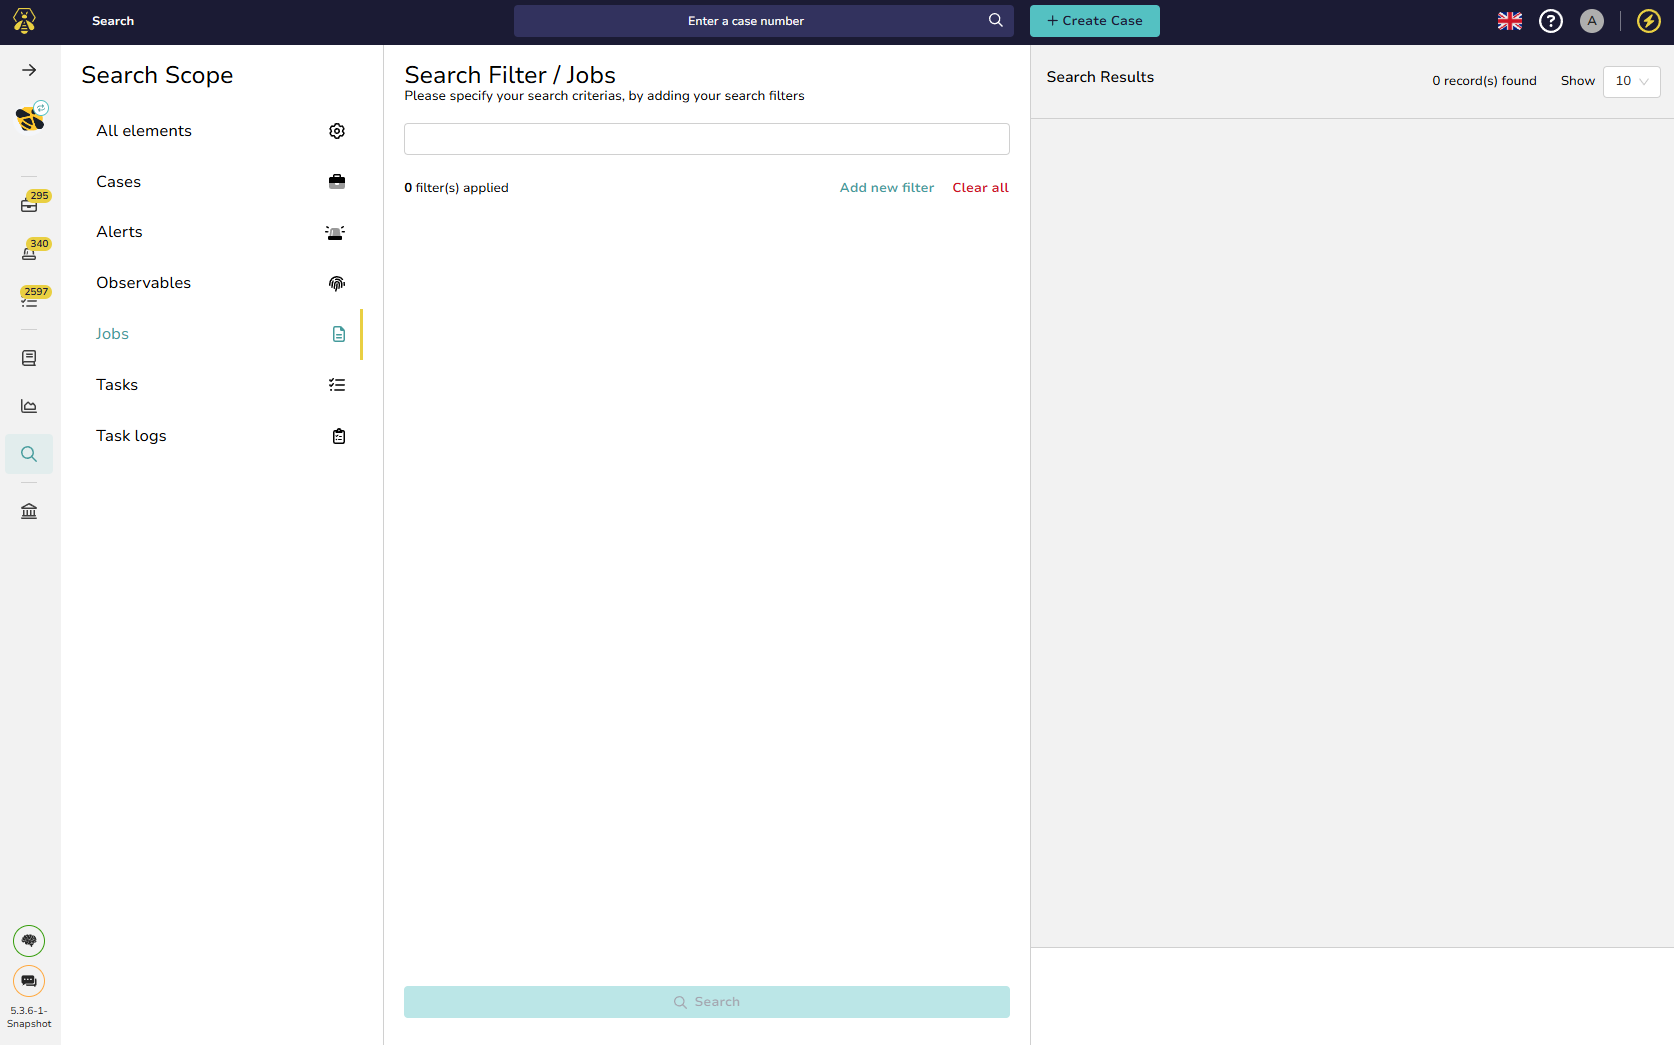 Search
Enter a case number
+ Create Case
A
295
340
2597
5.3.6-1-
Snapshot
Search Scope
All elements
Cases
Alerts
Observables
Jobs
Tasks
Task logs
Search Filter / Jobs
Please specify your search criterias, by adding your search filters
0 filter(s) applied
Add new filter
Clear all
Search
Search Results
0 record(s) found
Show
10